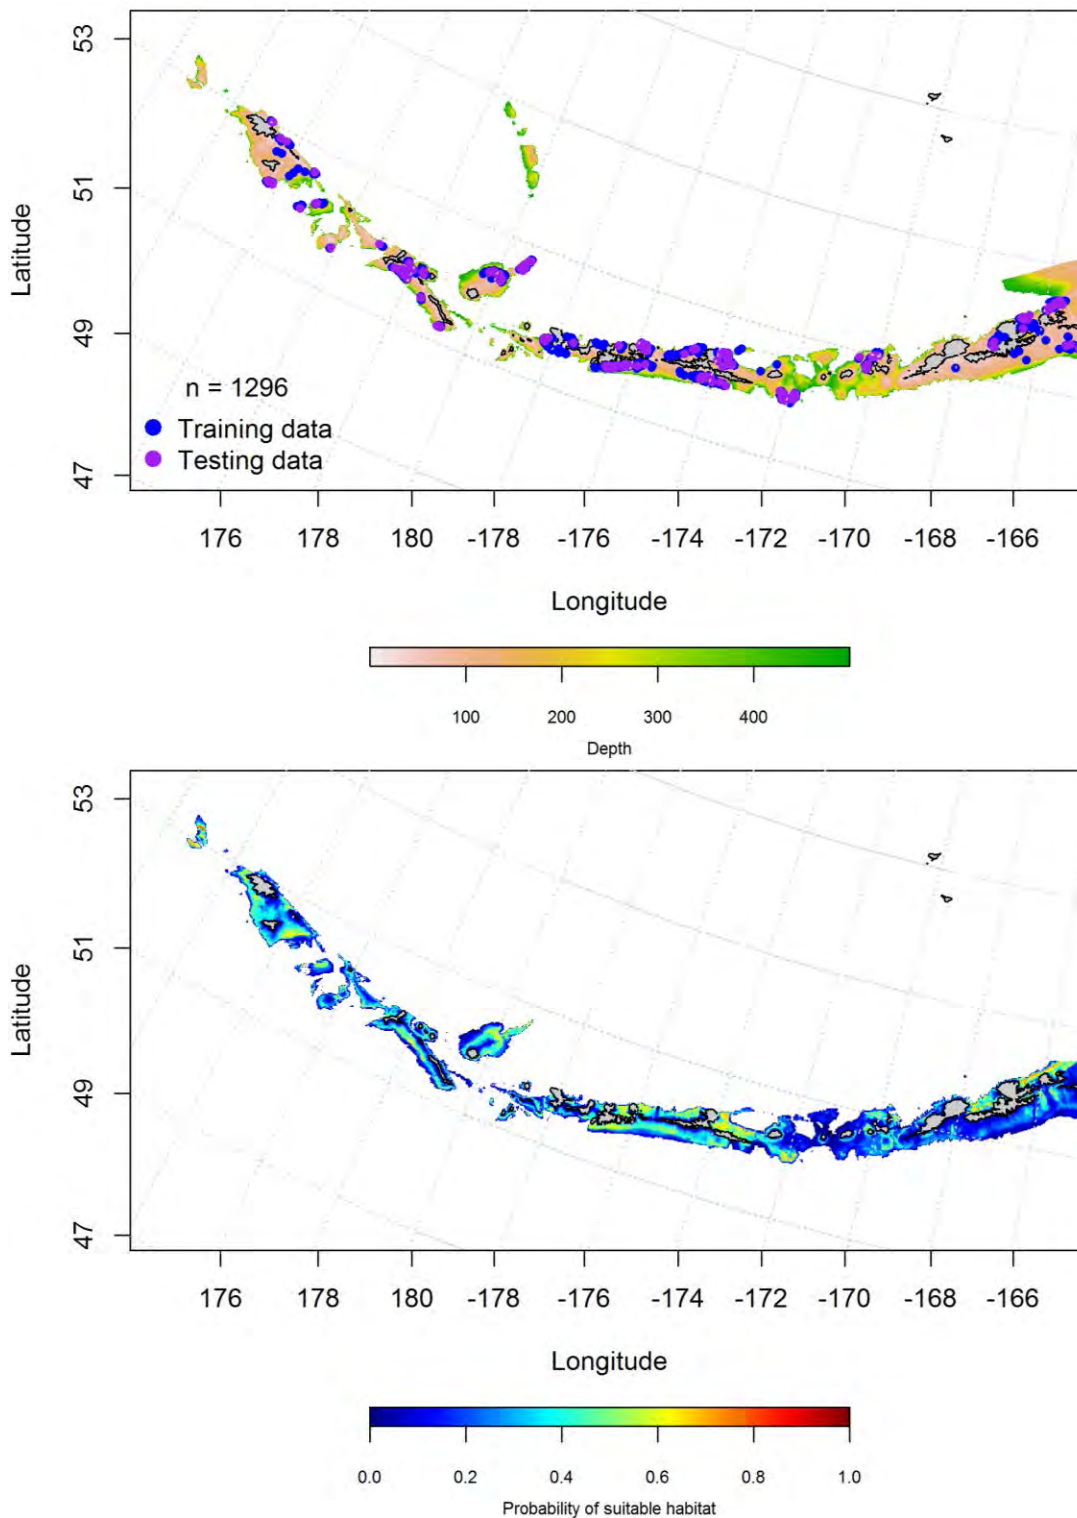 53
51
49
47
Latitude
n = 1296
Training data
Testing data
176 178 180 -178 -176 -174 -172 -170 -168 -166
Longitude
100 200 300 400
Depth
53
51
49
47
Latitude
176 178 180 -178 -176 -174 -172 -170 -168 -166
Longitude
0.0 0.2 0.4 0.6 0.8 1.0
Probability of suitable habitat